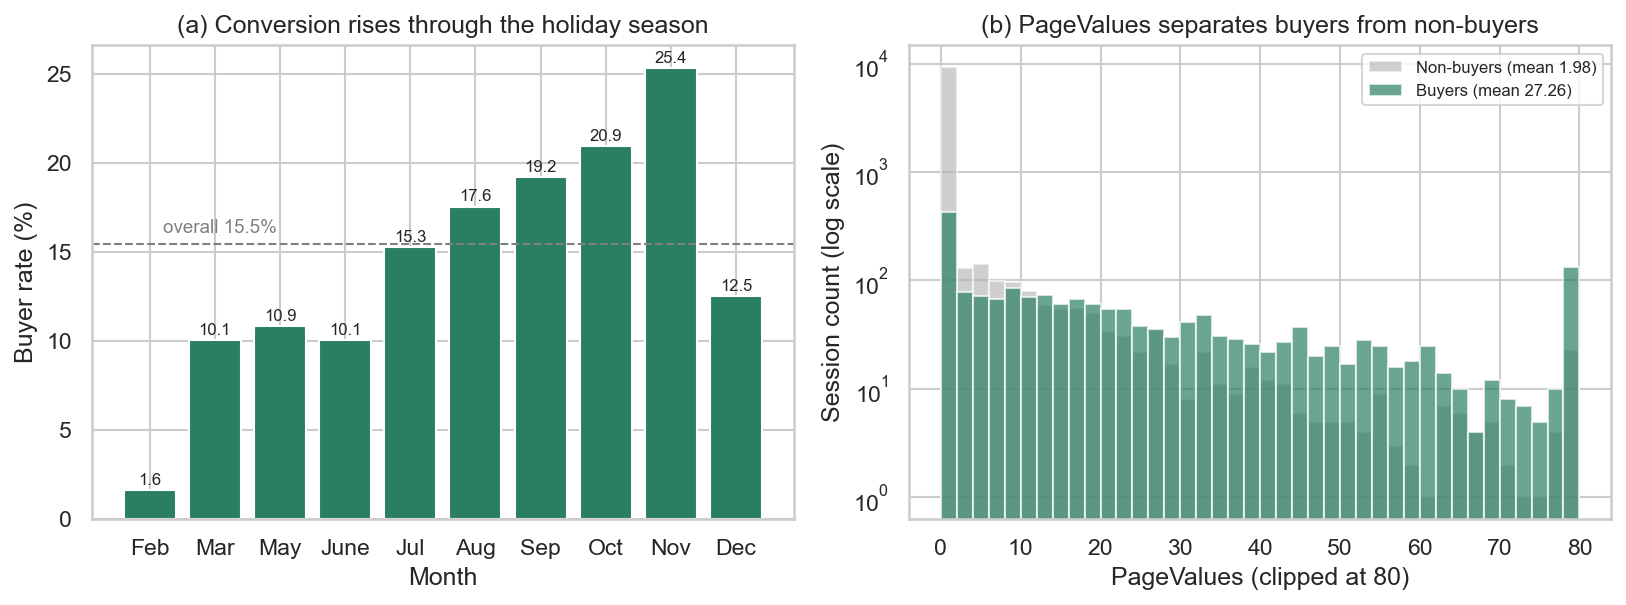 (a) Conversion rises through the holiday season
Buyer rate (%)
25
20
15
10
5
0
overall 15.5%
1.6
10.1
10.9
10.1
15.3
17.6
19.2
20.9
25.4
12.5
Feb Mar May June Jul Aug Sep Oct Nov Dec
Month
(b) PageValues separates buyers from non-buyers
Session count (log scale)
10^4
10^3
10^2
10^1
10^0
Non-buyers (mean 1.98)
Buyers (mean 27.26)
0 10 20 30 40 50 60 70 80
PageValues (clipped at 80)